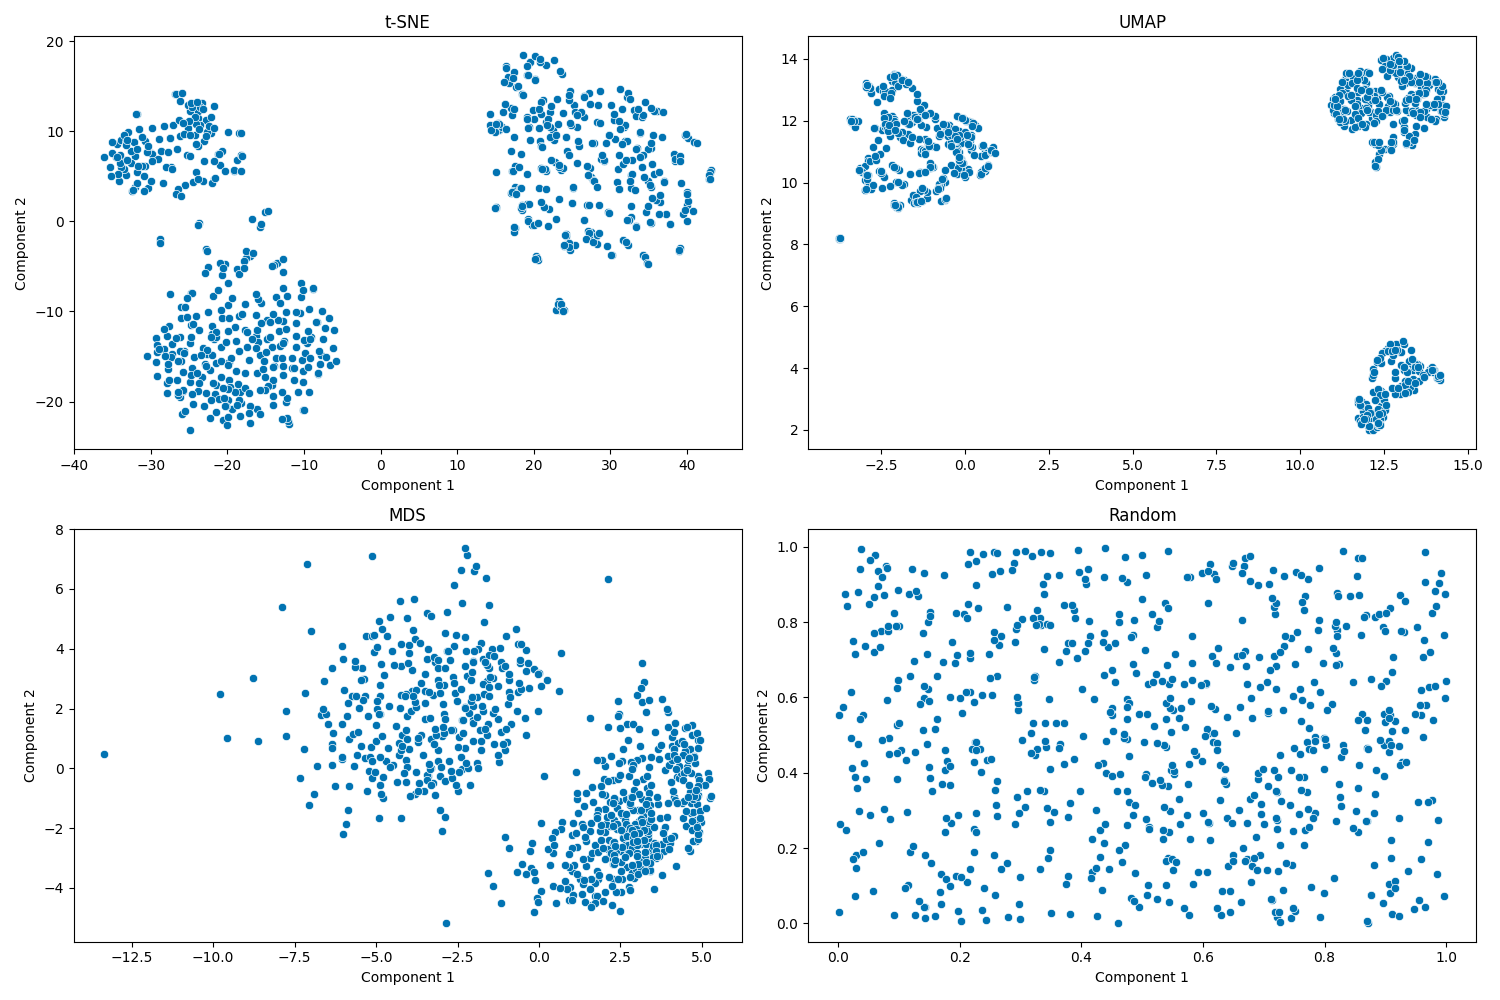 t-SNE
20
10
0
−10
−20
Component 2
−40 −30 −20 −10 0 10 20 30 40
Component 1
UMAP
14
12
10
8
6
4
2
Component 2
−2.5 0.0 2.5 5.0 7.5 10.0 12.5 15.0
Component 1
MDS
8
6
4
2
0
−2
−4
Component 2
−12.5 −10.0 −7.5 −5.0 −2.5 0.0 2.5 5.0
Component 1
Random
1.0
0.8
0.6
0.4
0.2
0.0
Component 2
0.0 0.2 0.4 0.6 0.8 1.0
Component 1